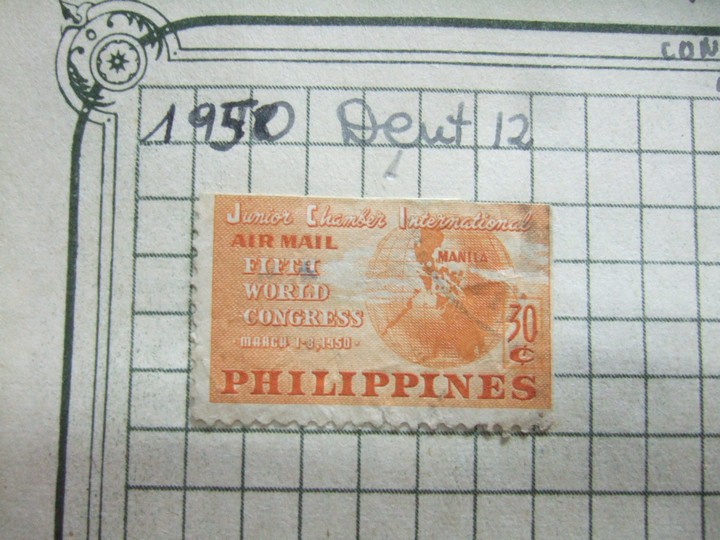 CON
1950 Dent 12
Junior Chamber International
AIR MAIL
FIFTH
WORLD
CONGRESS
- MARCH 1-8, 1950 -
MANILA
30
¢
PHILIPPINES